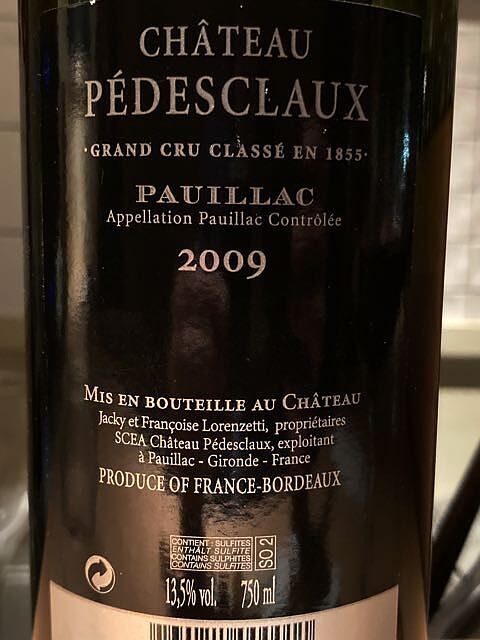 CHÂTEAU
PÉDESCLAUX
·GRAND CRU CLASSÉ EN 1855·
PAUILLAC
Appellation Pauillac Contrôlée
2009
MIS EN BOUTEILLE AU CHÂTEAU
Jacky et Françoise Lorenzetti, propriétaires
SCEA Château Pédesclaux, exploitant
à Pauillac - Gironde - France
PRODUCE OF FRANCE-BORDEAUX
CONTIENT : SULFITES
ENTHÄLT SULFITE
CONTAINS SULPHITES
CONTAINS SULFITES
SO2
13,5% vol. 750 ml